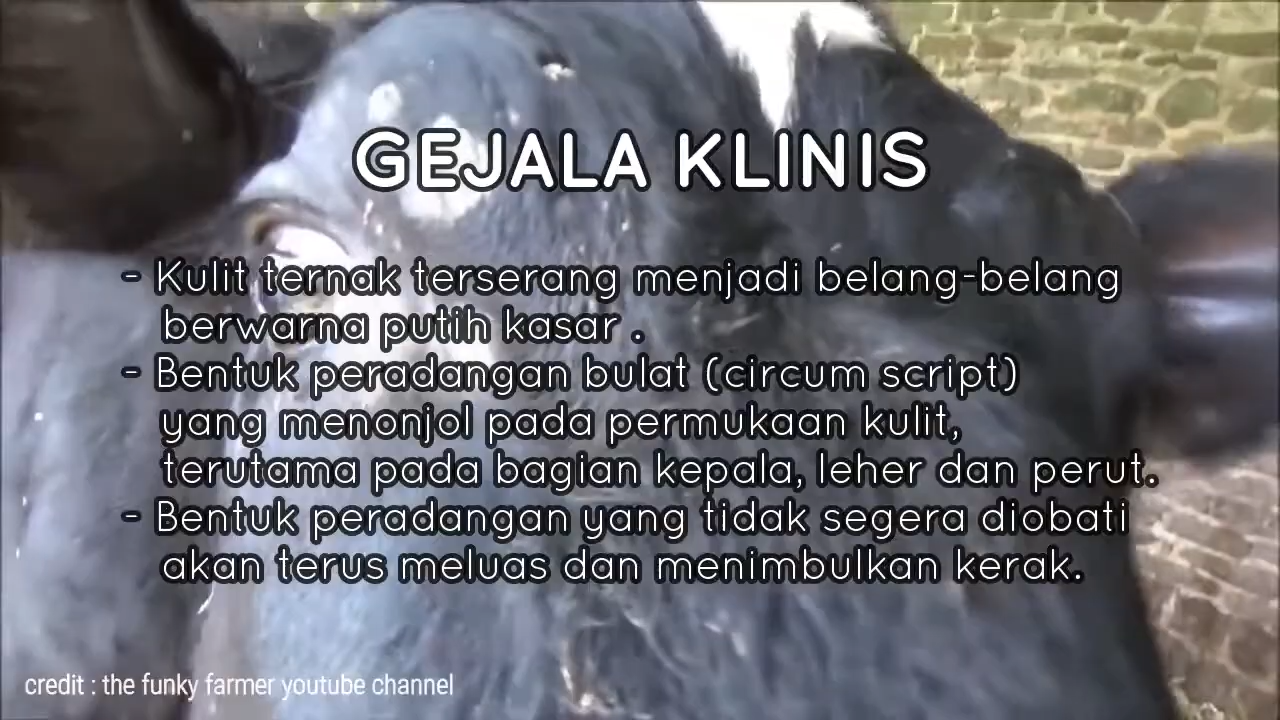 GEJALA KLINIS
- Kulit ternak terserang menjadi belang-belang
berwarna putih kasar .
- Bentuk peradangan bulat (circum script)
yang menonjol pada permukaan kulit,
terutama pada bagian kepala, leher dan perut.
- Bentuk peradangan yang tidak segera diobati
akan terus meluas dan menimbulkan kerak.
credit : the funky farmer youtube channel